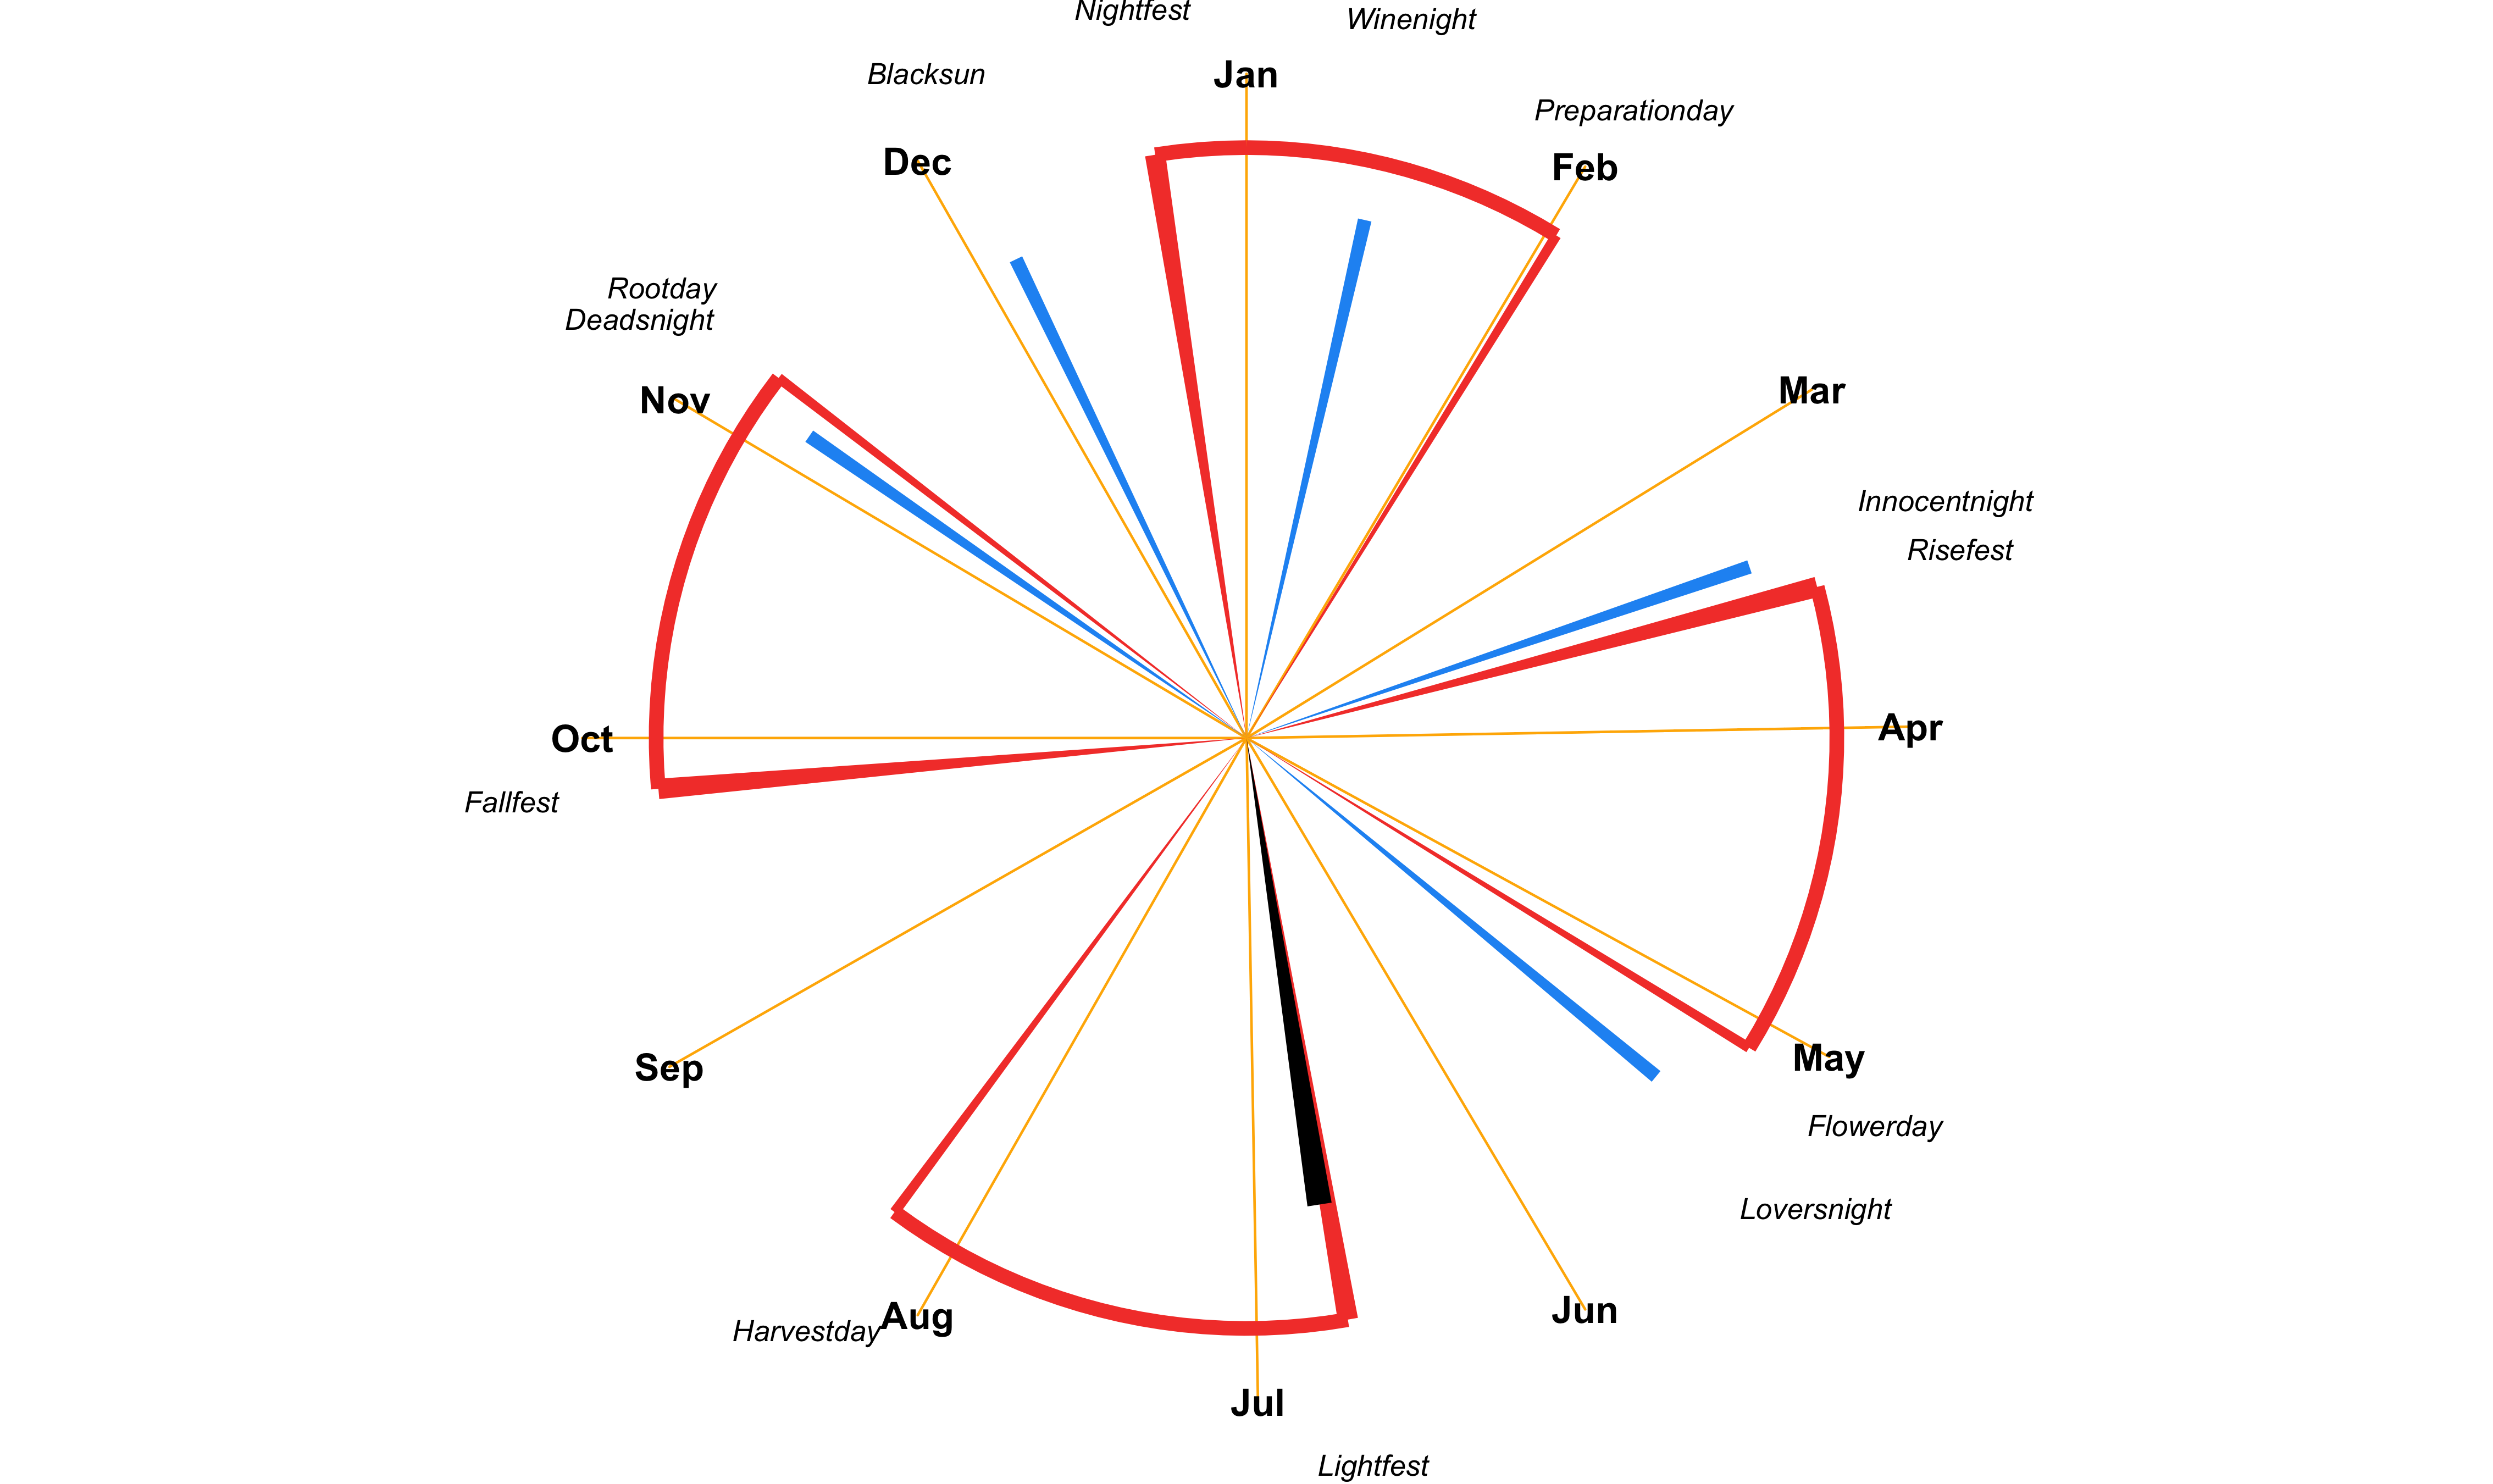 Nightfest
Winenight
Blacksun
Jan
Preparationday
Dec
Feb
Rootday
Deadsnight
Nov
Mar
Innocentnight
Risefest
Oct
Apr
Fallfest
Sep
May
Flowerday
Loversnight
Harvestday
Aug
Jun
Jul
Lightfest